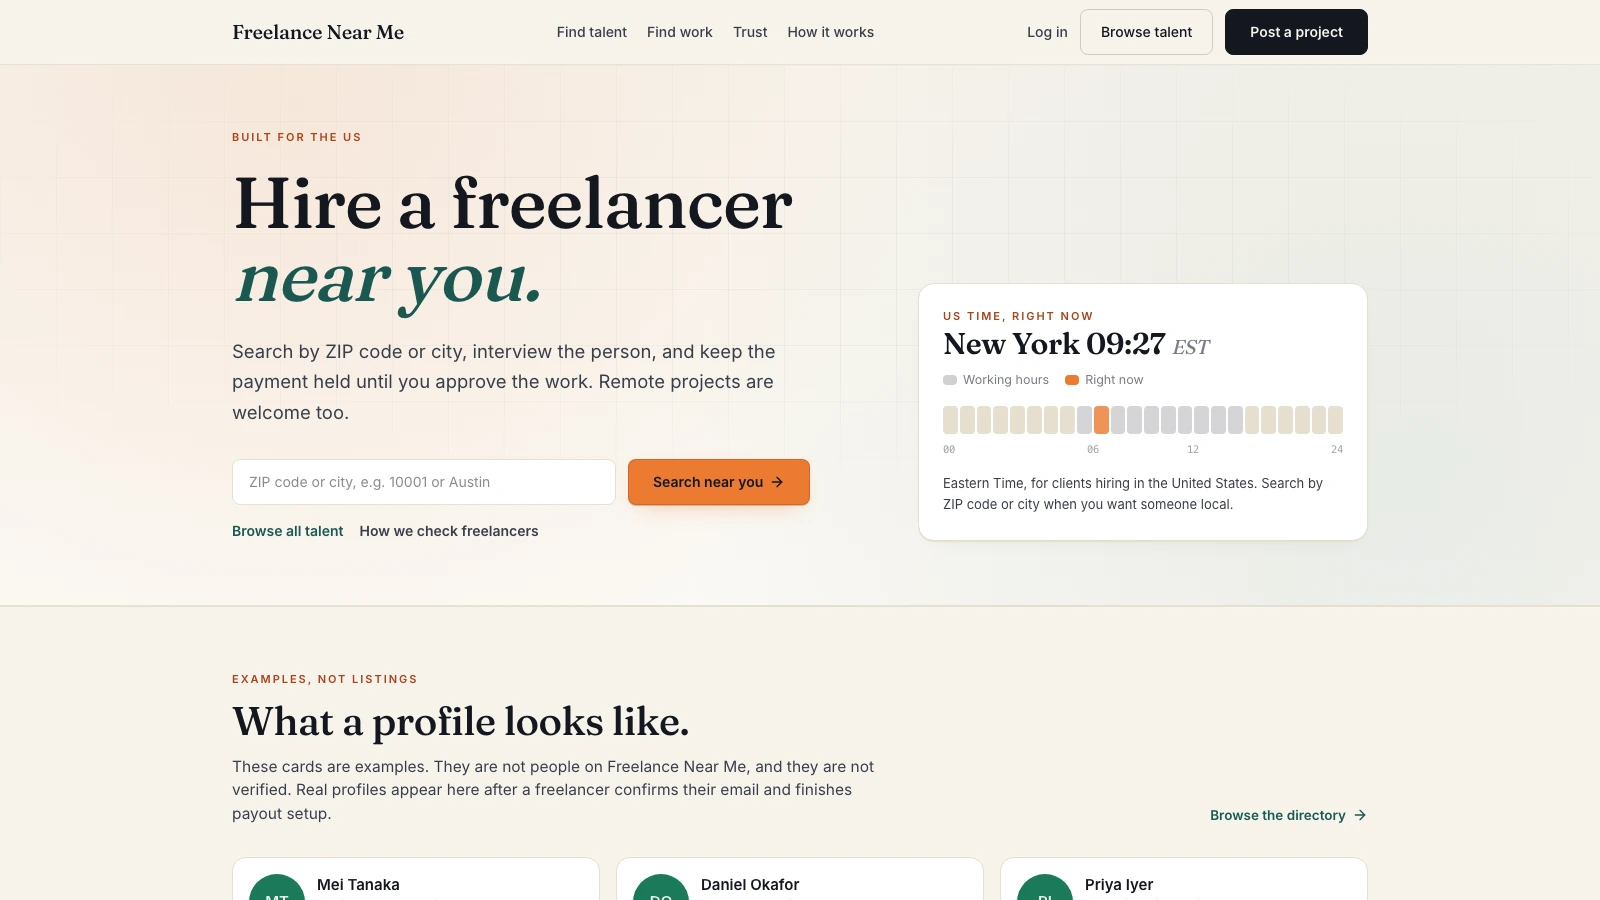 Freelance Near Me
Find talent
Find work
Trust
How it works
Log in
Browse talent
Post a project
BUILT FOR THE US
Hire a freelancer
near you.
Search by ZIP code or city, interview the person, and keep the
payment held until you approve the work. Remote projects are
welcome too.
ZIP code or city, e.g. 10001 or Austin
Search near you →
Browse all talent
How we check freelancers
US TIME, RIGHT NOW
New York 09:27 EST
Working hours
Right now
00 06 12 24
Eastern Time, for clients hiring in the United States. Search by
ZIP code or city when you want someone local.
EXAMPLES, NOT LISTINGS
What a profile looks like.
These cards are examples. They are not people on Freelance Near Me, and they are not
verified. Real profiles appear here after a freelancer confirms their email and finishes
payout setup.
Browse the directory →
Mei Tanaka
Daniel Okafor
Priya Iyer